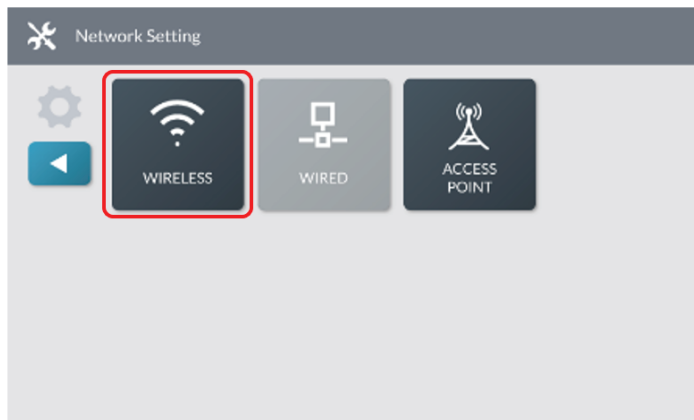 Network Setting
WIRELESS
WIRED
ACCESS
POINT